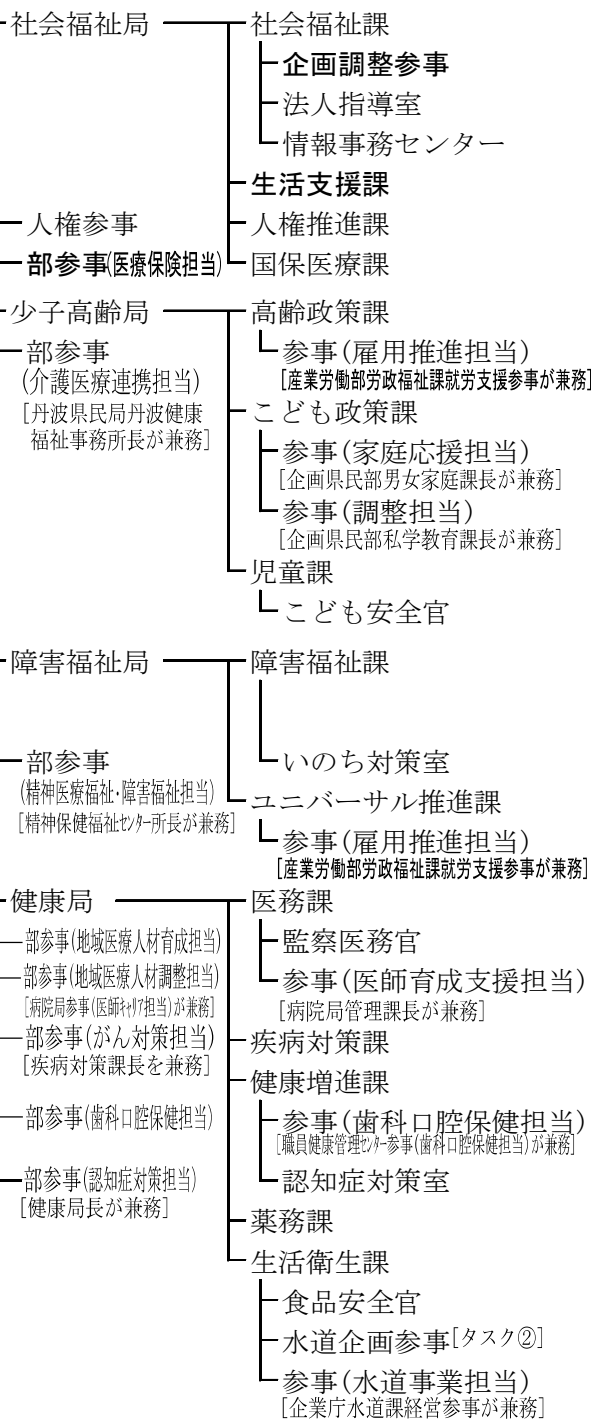 社会福祉局
社会福祉課
企画調整参事
法人指導室
情報事務センター
生活支援課
人権参事
人権推進課
部参事(医療保険担当)
国保医療課
少子高齢局
高齢政策課
部参事
(介護医療連携担当)
[丹波県民局丹波健康
福祉事務所長が兼務]
参事(雇用推進担当)
[産業労働部労政福祉課就労支援参事が兼務]
こども政策課
参事(家庭応援担当)
[企画県民部男女家庭課長が兼務]
参事(調整担当)
[企画県民部私学教育課長が兼務]
児童課
こども安全官
障害福祉局
障害福祉課
部参事
(精神医療福祉・障害福祉担当)
[精神保健福祉センター所長が兼務]
いのち対策室
ユニバーサル推進課
参事(雇用推進担当)
[産業労働部労政福祉課就労支援参事が兼務]
健康局
医務課
部参事(地域医療人材育成担当)
部参事(地域医療人材調整担当)
[病院局参事(医師キャリア担当)が兼務]
部参事(がん対策担当)
[疾病対策課長を兼務]
部参事(歯科口腔保健担当)
部参事(認知症対策担当)
[健康局長が兼務]
監察医務官
参事(医師育成支援担当)
[病院局管理課長が兼務]
疾病対策課
健康増進課
参事(歯科口腔保健担当)
[職員健康管理センター参事(歯科口腔保健担当)が兼務]
認知症対策室
薬務課
生活衛生課
食品安全官
水道企画参事[タスク②]
参事(水道事業担当)
[企業庁水道課経営参事が兼務]